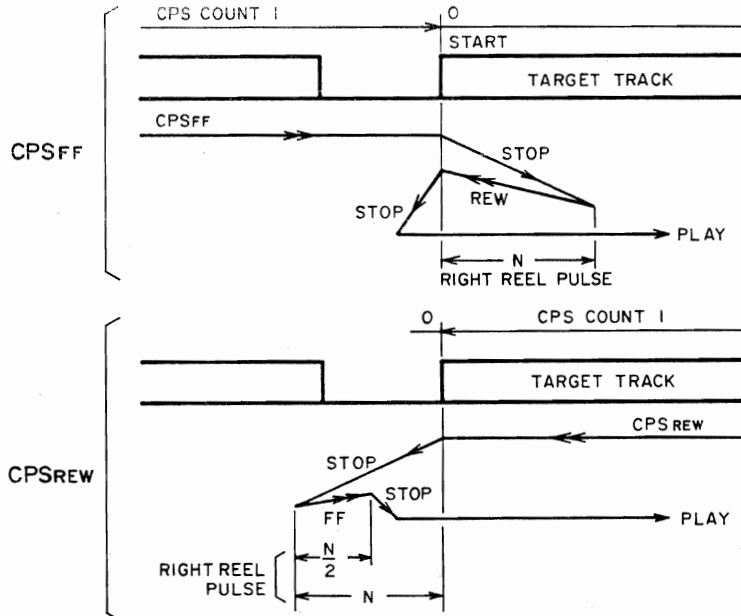 CPS COUNT 1
0
START
TARGET TRACK
CPSFF
CPSFF
STOP
REW
STOP
PLAY
N
RIGHT REEL PULSE
0
CPS COUNT 1
TARGET TRACK
CPSREW
CPSREW
STOP
STOP
FF
PLAY
N
2
RIGHT REEL
PULSE
N